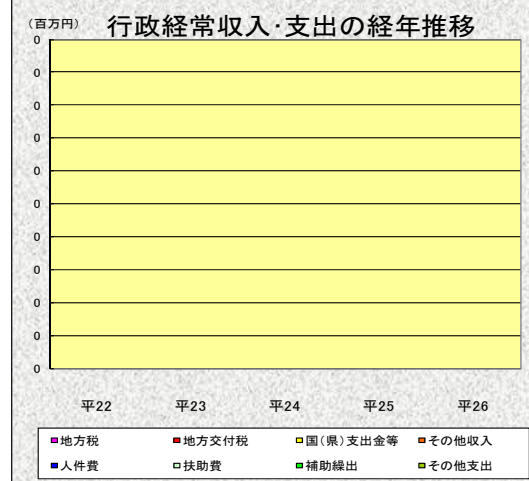 （百万円）
行政経常収入・支出の経年推移
0
0
0
0
0
0
0
0
0
0
0
平22 平23 平24 平25 平26
地方税 地方交付税 国（県）支出金等 その他収入
人件費 扶助費 補助繰出 その他支出